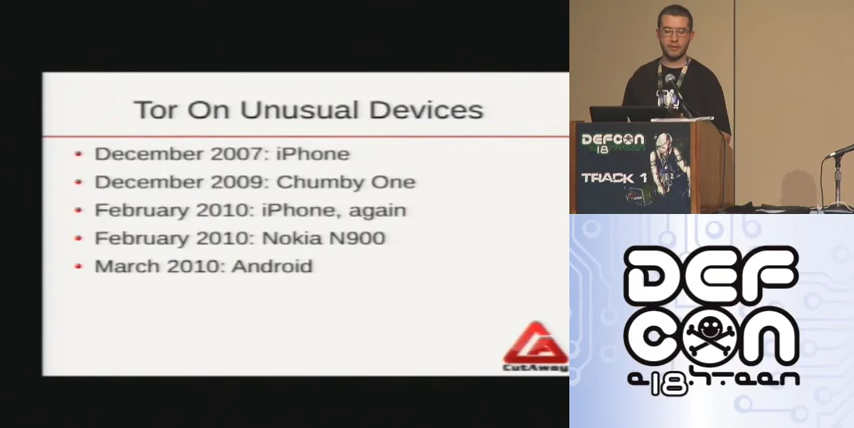 Tor On Unusual Devices
December 2007: iPhone
December 2009: Chumby One
February 2010: iPhone, again
February 2010: Nokia N900
March 2010: Android
CutAway
DEFCON
18
TRACK 1
DEF
CON
e18hteen